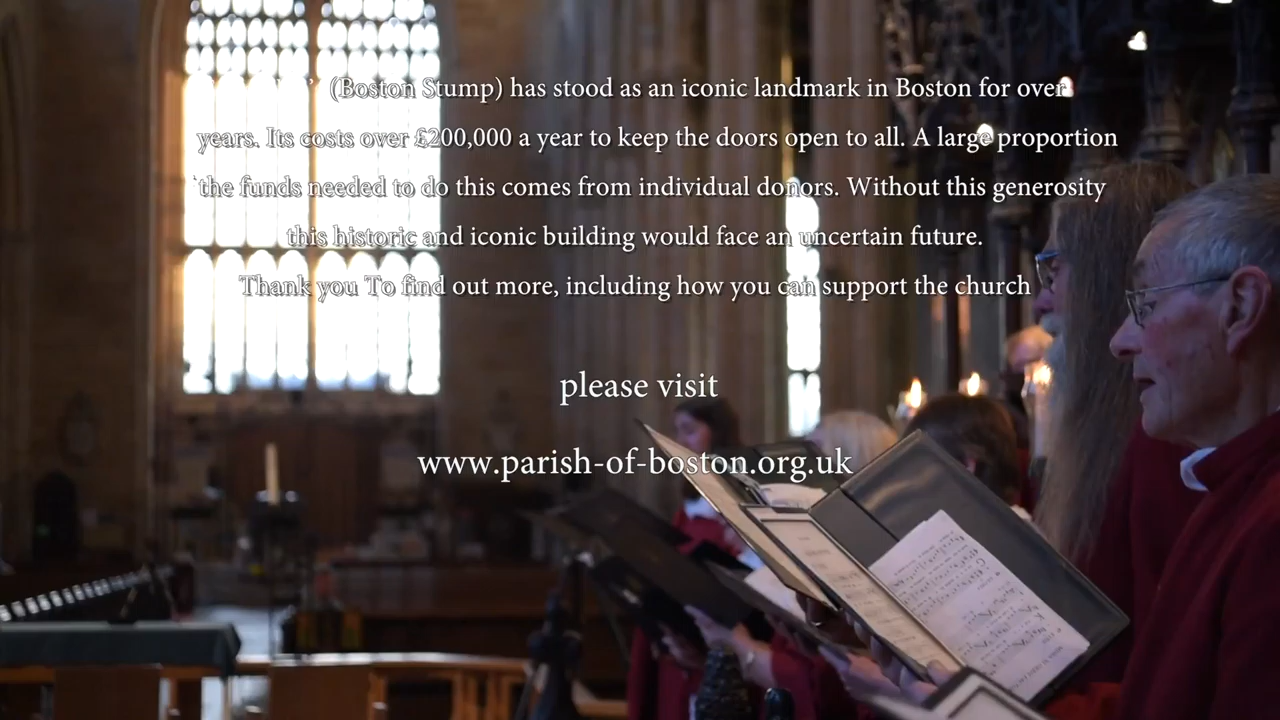 ’ (Boston Stump) has stood as an iconic landmark in Boston for over
years. Its costs over £200,000 a year to keep the doors open to all. A large proportion
the funds needed to do this comes from individual donors. Without this generosity
this historic and iconic building would face an uncertain future.
Thank you To find out more, including how you can support the church
please visit
www.parish-of-boston.org.uk